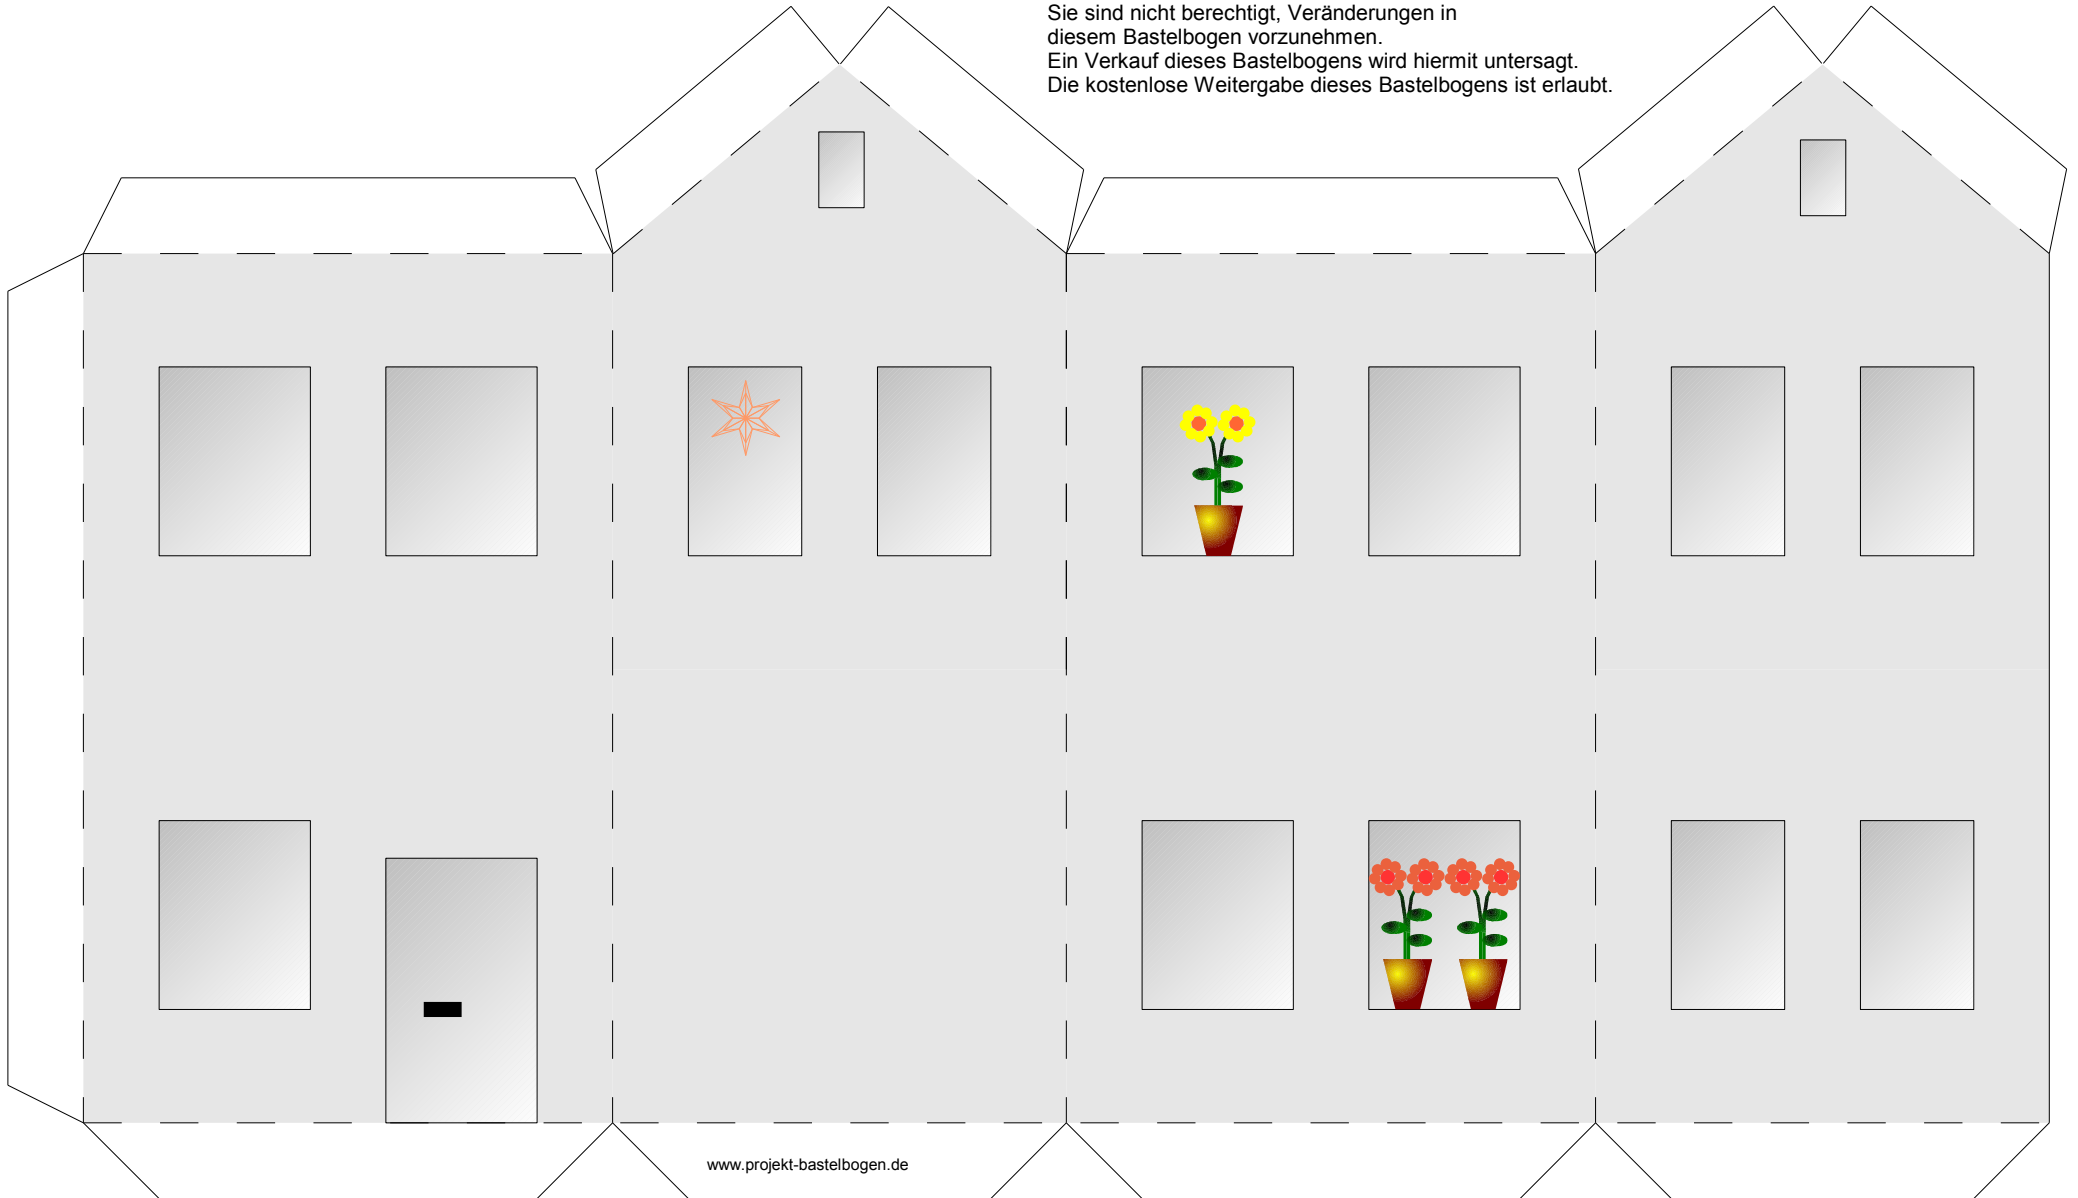 Sie sind nicht berechtigt, Veränderungen in
diesem Bastelbogen vorzunehmen.
Ein Verkauf dieses Bastelbogens wird hiermit untersagt.
Die kostenlose Weitergabe dieses Bastelbogens ist erlaubt.
www.projekt-bastelbogen.de